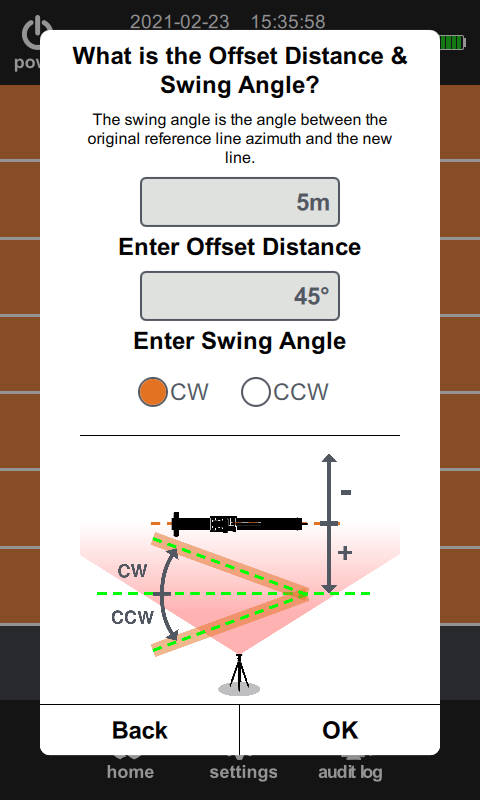 2021-02-23 15:35:58
What is the Offset Distance &
Swing Angle?
The swing angle is the angle between the
original reference line azimuth and the new
line.
5m
Enter Offset Distance
45°
Enter Swing Angle
CW CCW
-
+
CW
CCW
Back OK
home settings audit log